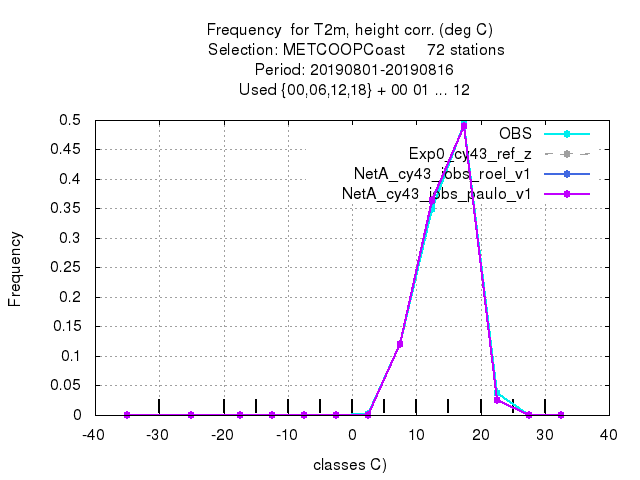 Frequency  for T2m, height corr. (deg C)
Selection: METCOOPCoast     72 stations
Period: 20190801-20190816
Used {00,06,12,18} + 00 01 ... 12
0.5
0.45
0.4
0.35
0.3
0.25
0.2
0.15
0.1
0.05
0
Frequency
OBS
Exp0_cy43_ref_z
NetA_cy43_jobs_roel_v1
NetA_cy43_jobs_paulo_v1
-40 -30 -20 -10 0 10 20 30 40
classes C)